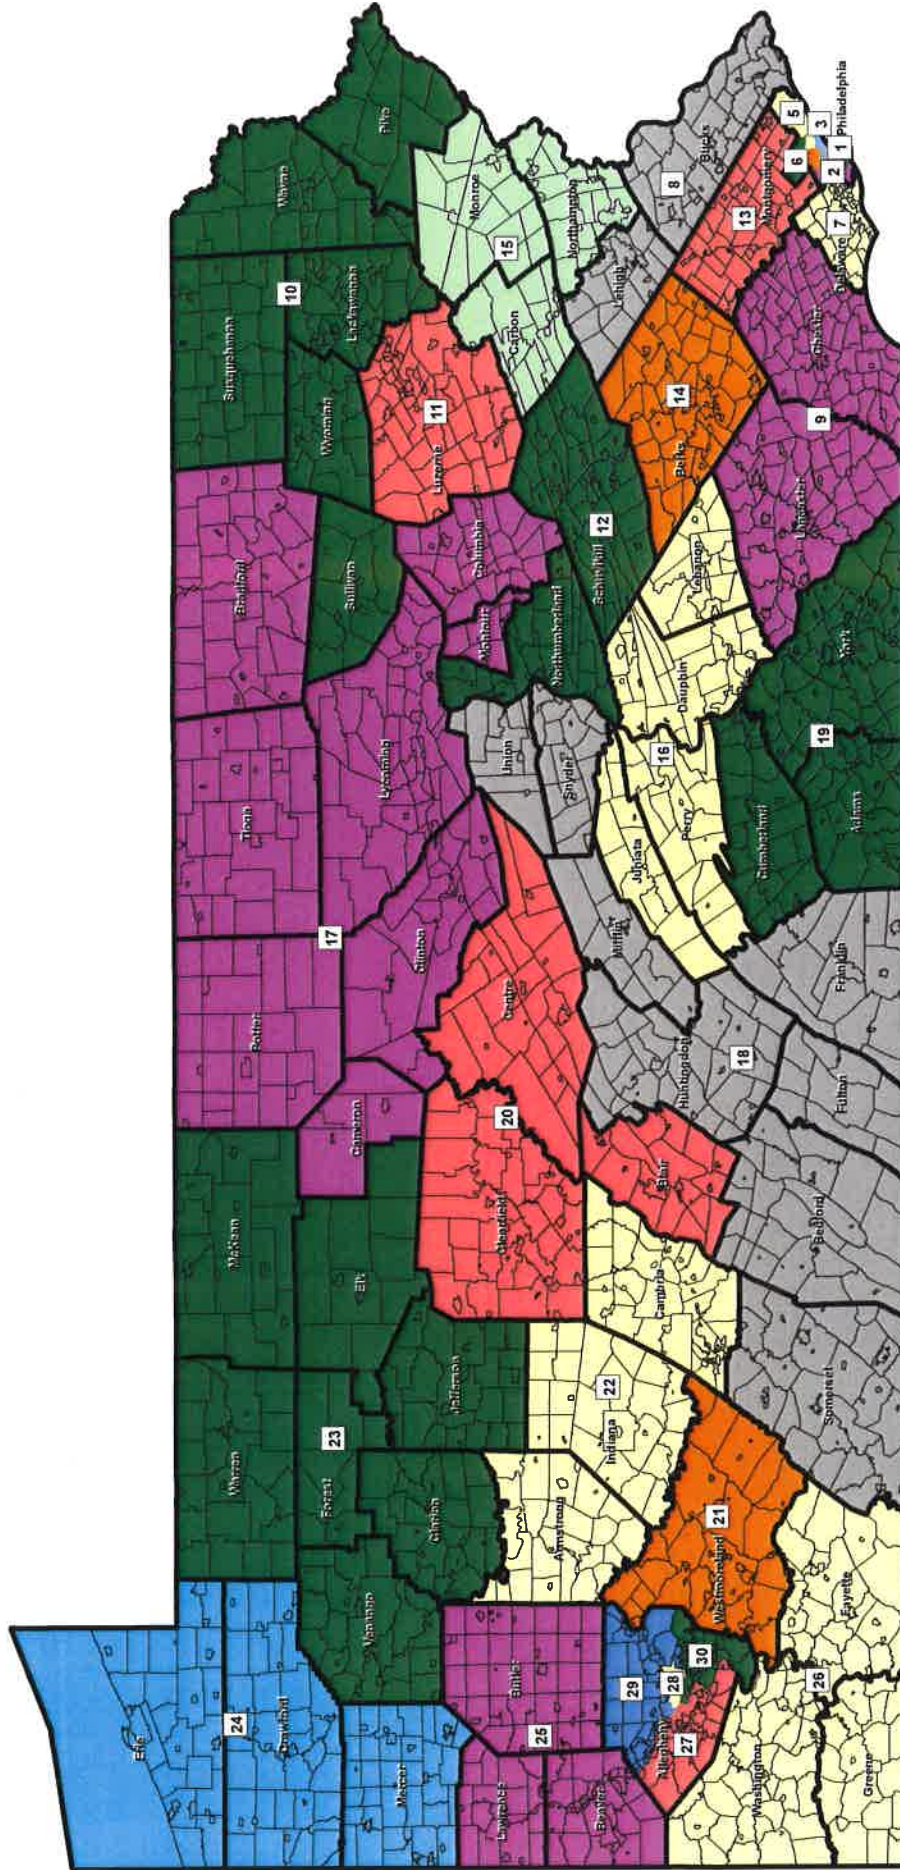 Erie
24
Crawford
Mercer
Warren
McKean
Forest
23
Elk
Venango
Clarion
Jefferson
Potter
Tioga
Bradford
17
Cameron
Clinton
Lycoming
Sullivan
Susquehanna
Wayne
10
Wyoming
Lackawanna
Pike
Luzerne
11
Columbia
Montour
Northumberland
Monroe
15
Carbon
Northampton
Lawrence
Butler
25
Beaver
Armstrong
Indiana
22
Clearfield
20
Centre
Union
Snyder
Mifflin
Juniata
Schuylkill
12
Lehigh
Bucks
8
Allegheny
29
28
30
27
Westmoreland
21
Cambria
Blair
Huntingdon
18
Perry
16
Dauphin
Lebanon
Berks
14
Montgomery
13
Washington
26
Greene
Fayette
Somerset
Bedford
Fulton
Franklin
Cumberland
Adams
19
York
Lancaster
9
Chester
Delaware
7
6
5
2
3
1
Philadelphia